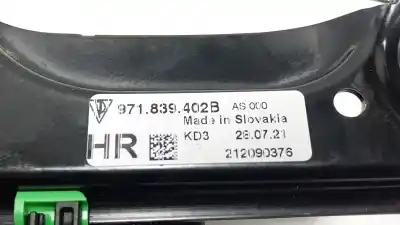 971.839.402B AS 000
Made in Slovakia
HR KD3 28.07.21
212090376